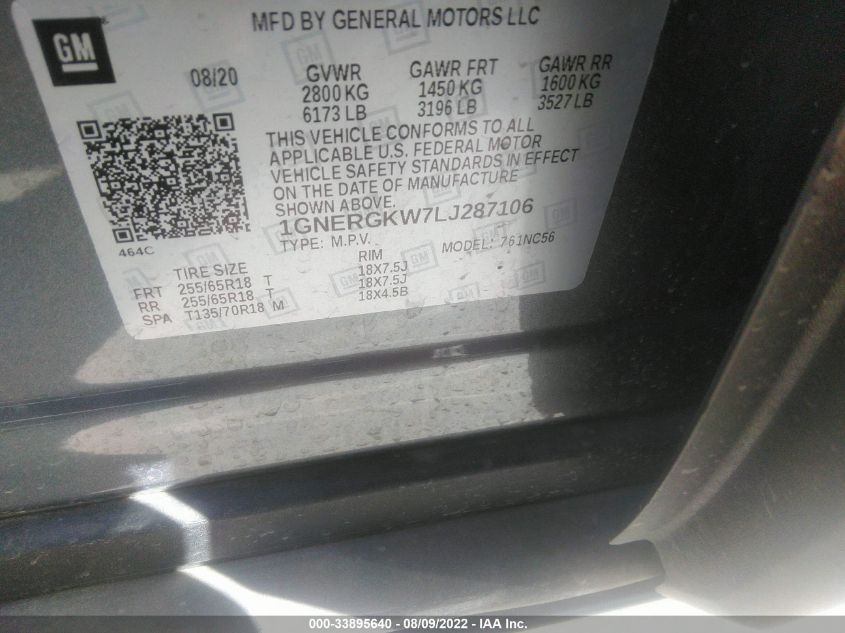 GM
MFD BY GENERAL MOTORS LLC
08/20 GVWR GAWR FRT GAWR RR
2800 KG 1450 KG 1600 KG
6173 LB 3196 LB 3527 LB
THIS VEHICLE CONFORMS TO ALL
APPLICABLE U.S. FEDERAL MOTOR
VEHICLE SAFETY STANDARDS IN EFFECT
ON THE DATE OF MANUFACTURE
SHOWN ABOVE.
1GNERGKW7LJ287106
464C
TYPE: M.P.V. MODEL: 761NC56
TIRE SIZE RIM
FRT 255/65R18 T 18X7.5J
RR 255/65R18 T 18X7.5J
SPA T135/70R18 M 18X4.5B
000-33895640 - 08/09/2022 - IAA Inc.